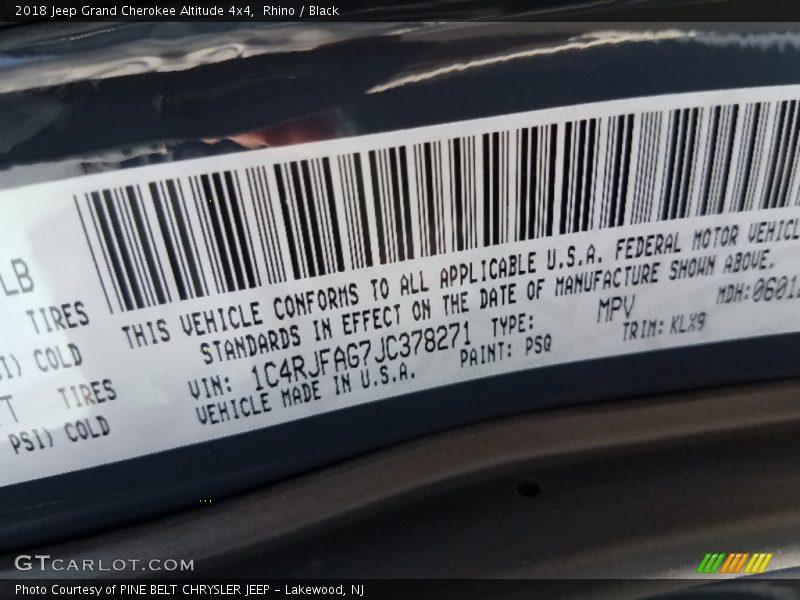 2018 Jeep Grand Cherokee Altitude 4x4, Rhino / Black
LB
TIRES
COLD
TIRES
PSI) COLD
THIS VEHICLE CONFORMS TO ALL APPLICABLE U.S.A. FEDERAL MOTOR VEHICL
STANDARDS IN EFFECT ON THE DATE OF MANUFACTURE SHOWN ABOVE.
VIN: 1C4RJFAG7JC378271 TYPE: MPV MDH:0601
VEHICLE MADE IN U.S.A. PAINT: PSQ TRIM: KLX9
GTCARLOT.COM
Photo Courtesy of PINE BELT CHRYSLER JEEP - Lakewood, NJ